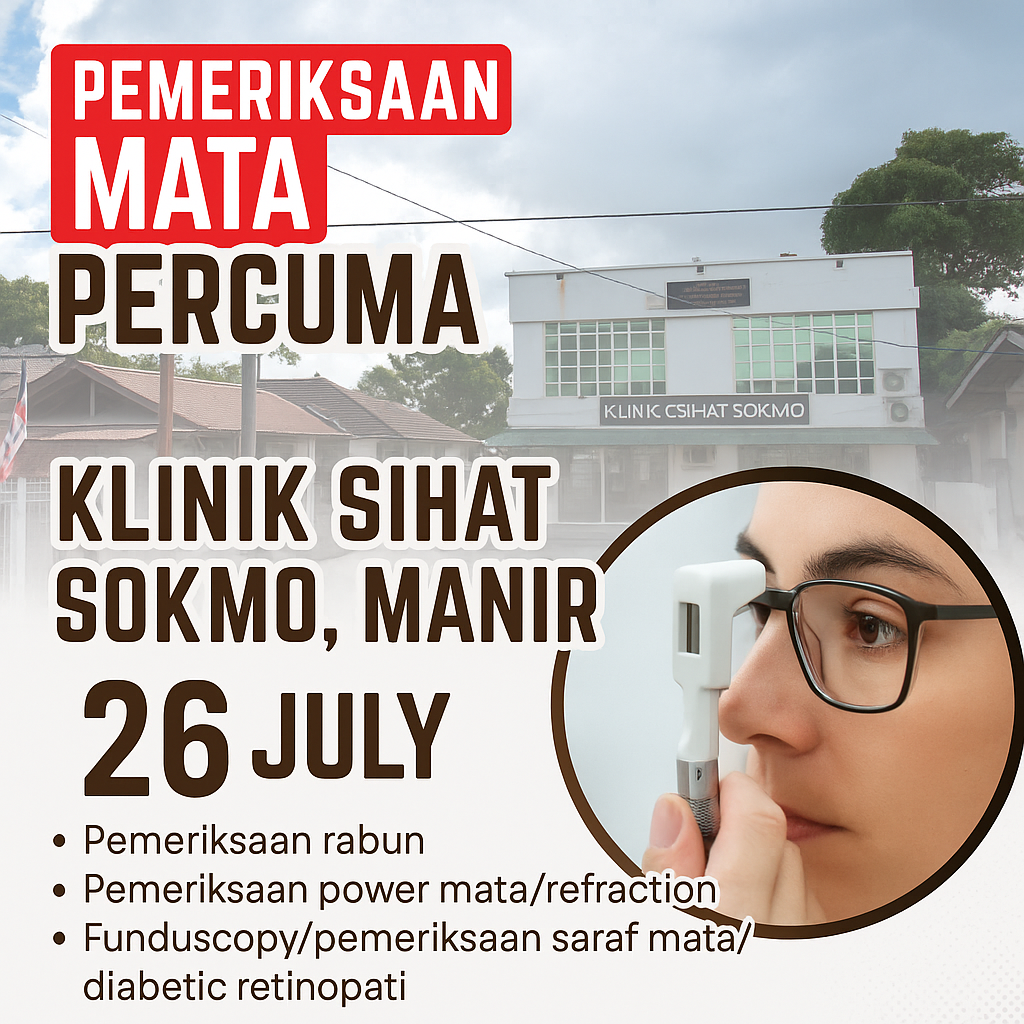 PEMERIKSAAN
MATA
PERCUMA
KLINIK CSIHAT SOKMO
KLINIK SIHAT
SOKMO, MANIR
26 JULY
• Pemeriksaan rabun
• Pemeriksaan power mata/refraction
• Funduscopy/pemeriksaan saraf mata/
diabetic retinopati